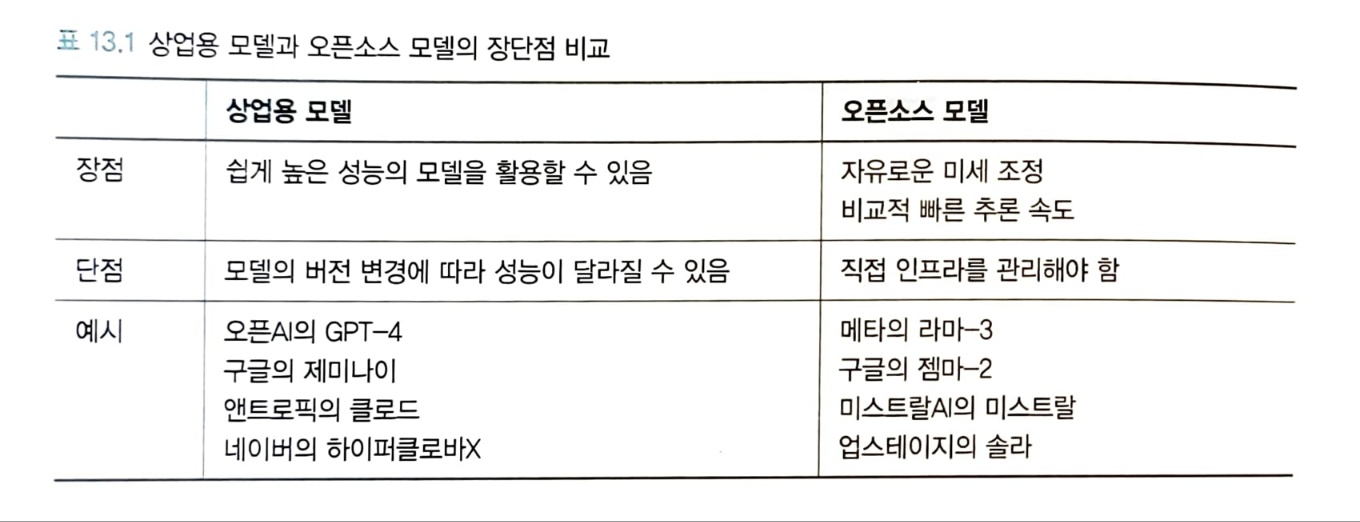 표 13.1 상업용 모델과 오픈소스 모델의 장단점 비교
상업용 모델 오픈소스 모델
장점 쉽게 높은 성능의 모델을 활용할 수 있음 자유로운 미세 조정
비교적 빠른 추론 속도
단점 모델의 버전 변경에 따라 성능이 달라질 수 있음 직접 인프라를 관리해야 함
예시 오픈AI의 GPT-4 메타의 라마-3
구글의 제미나이 구글의 젬마-2
앤트로픽의 클로드 미스트랄AI의 미스트랄
네이버의 하이퍼클로바X 업스테이지의 솔라